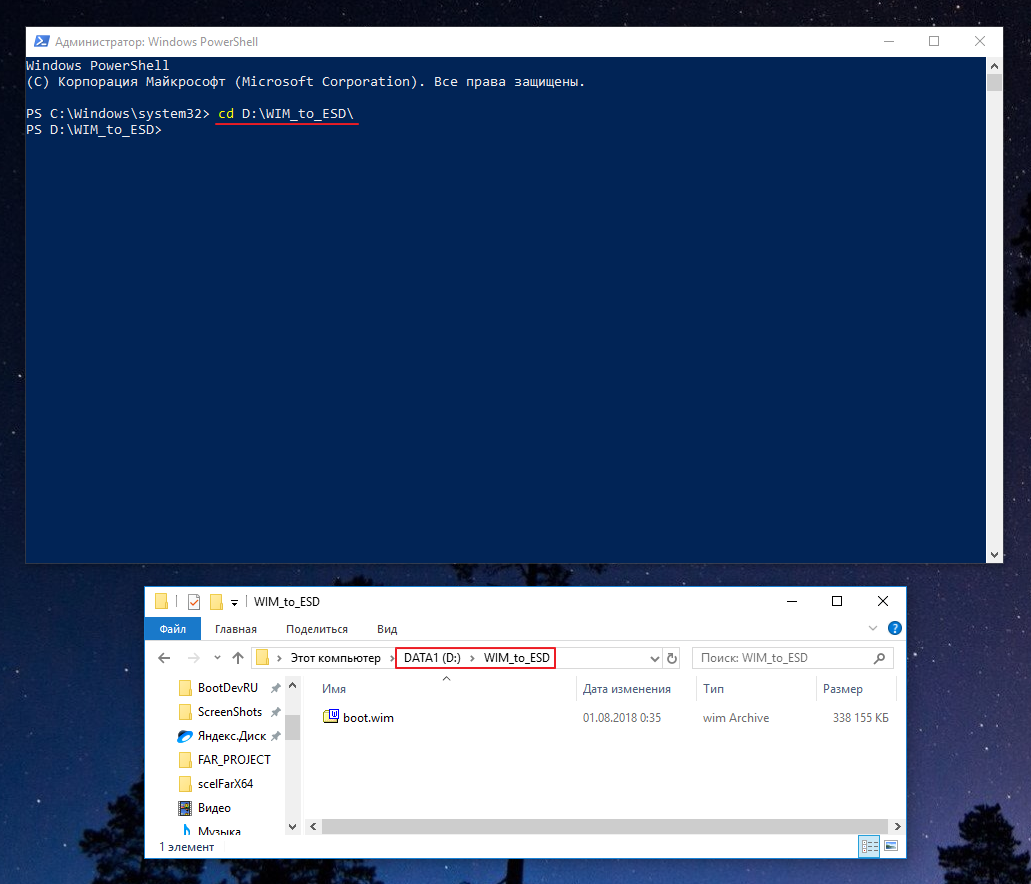 Администратор: Windows PowerShell
Windows PowerShell
(C) Корпорация Майкрософт (Microsoft Corporation). Все права защищены.
PS C:\Windows\system32> cd D:\WIM_to_ESD\
PS D:\WIM_to_ESD>
WIM_to_ESD
Файл Главная Поделиться Вид
Этот компьютер DATA1 (D:) WIM_to_ESD Поиск: WIM_to_ESD
BootDevRU
ScreenShots
Яндекс.Диск
FAR_PROJECT
scelFarX64
Видео
Музыка
Имя Дата изменения Тип Размер
boot.wim 01.08.2018 0:35 wim Archive 338 155 КБ
1 элемент